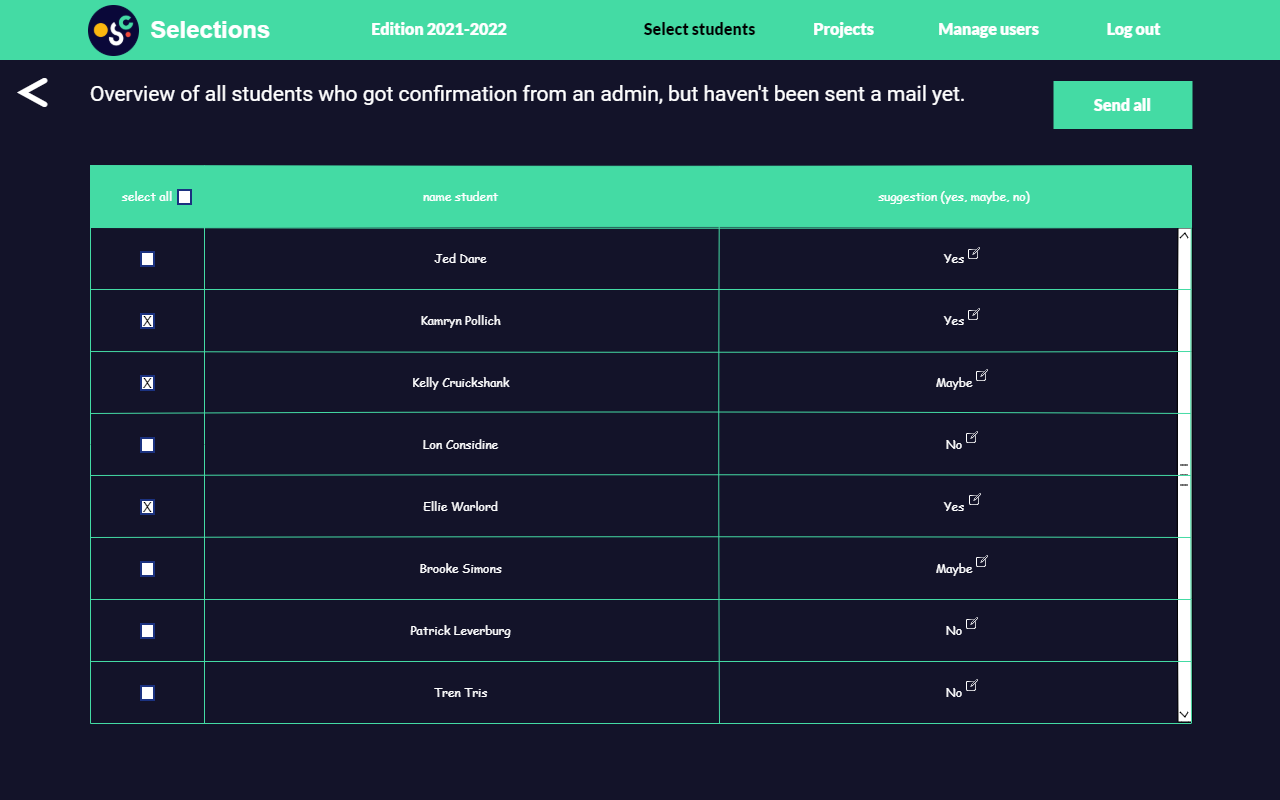 Selections Edition 2021-2022 Select students Projects Manage users Log out
< Overview of all students who got confirmation from an admin, but haven't been sent a mail yet. Send all
select all name student suggestion (yes, maybe, no)
Jed Dare Yes
X Kamryn Pollich Yes
X Kelly Cruickshank Maybe
Lon Considine No
X Ellie Warlord Yes
Brooke Simons Maybe
Patrick Leverburg No
Tren Tris No